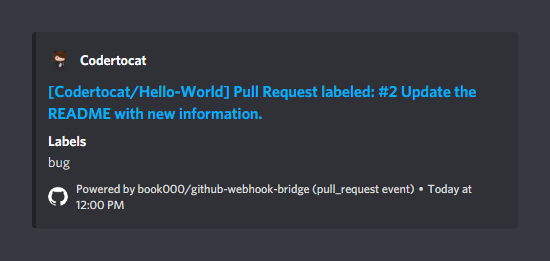 Codertocat
[Codertocat/Hello-World] Pull Request labeled: #2 Update the
README with new information.
Labels
bug
Powered by book000/github-webhook-bridge (pull_request event) • Today at
12:00 PM